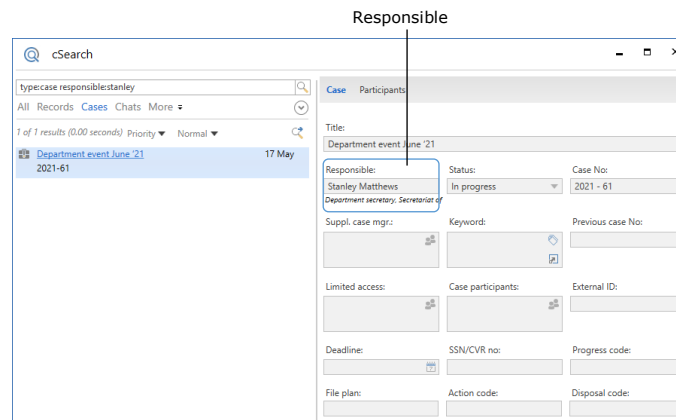 Responsible
cSearch
type:case responsible:stanley
All Records Cases Chats More
1 of 1 results (0.00 seconds) Priority Normal
Department event June '21 17 May
2021-61
Case Participants
Title:
Department event June '21
Responsible: Status: Case No:
Stanley Matthews In progress 2021 - 61
Department secretary, Secretariat of
Suppl. case mgr.: Keyword: Previous case No:
Limited access: Case participants: External ID:
Deadline: SSN/CVR no: Progress code:
File plan: Action code: Disposal code: